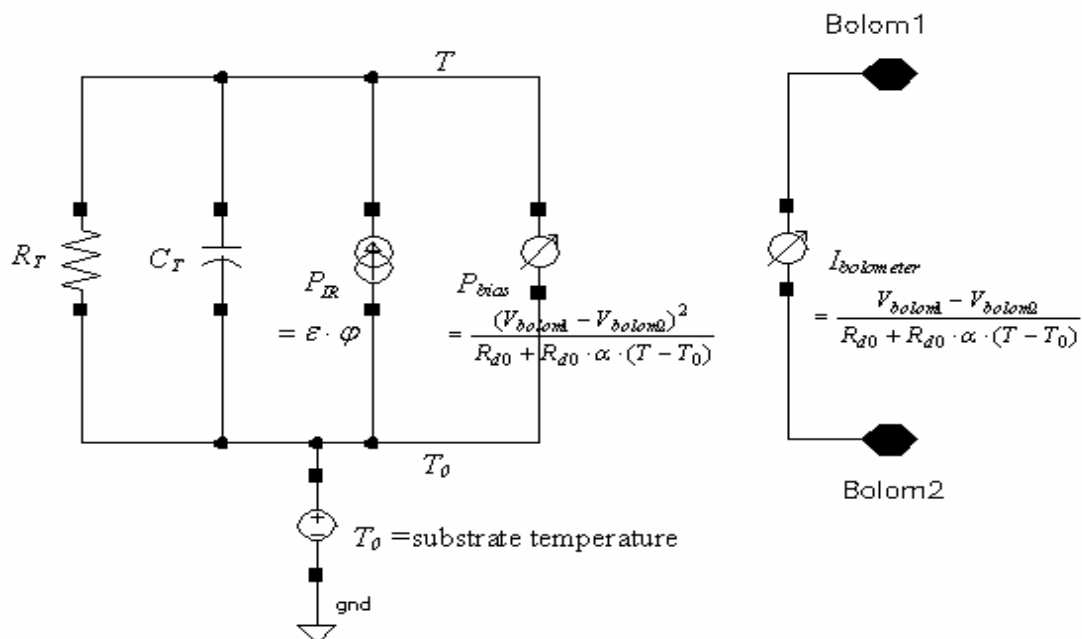 Bolom1
T
R_T
C_T
P_IR
= ε · φ
P_bias
= (V_bolom1 − V_bolom2)² / (R_d0 + R_d0 · α · (T − T_0))
I_bolometer
= (V_bolom1 − V_bolom2) / (R_d0 + R_d0 · α · (T − T_0))
T_0
Bolom2
T_0 =substrate temperature
gnd